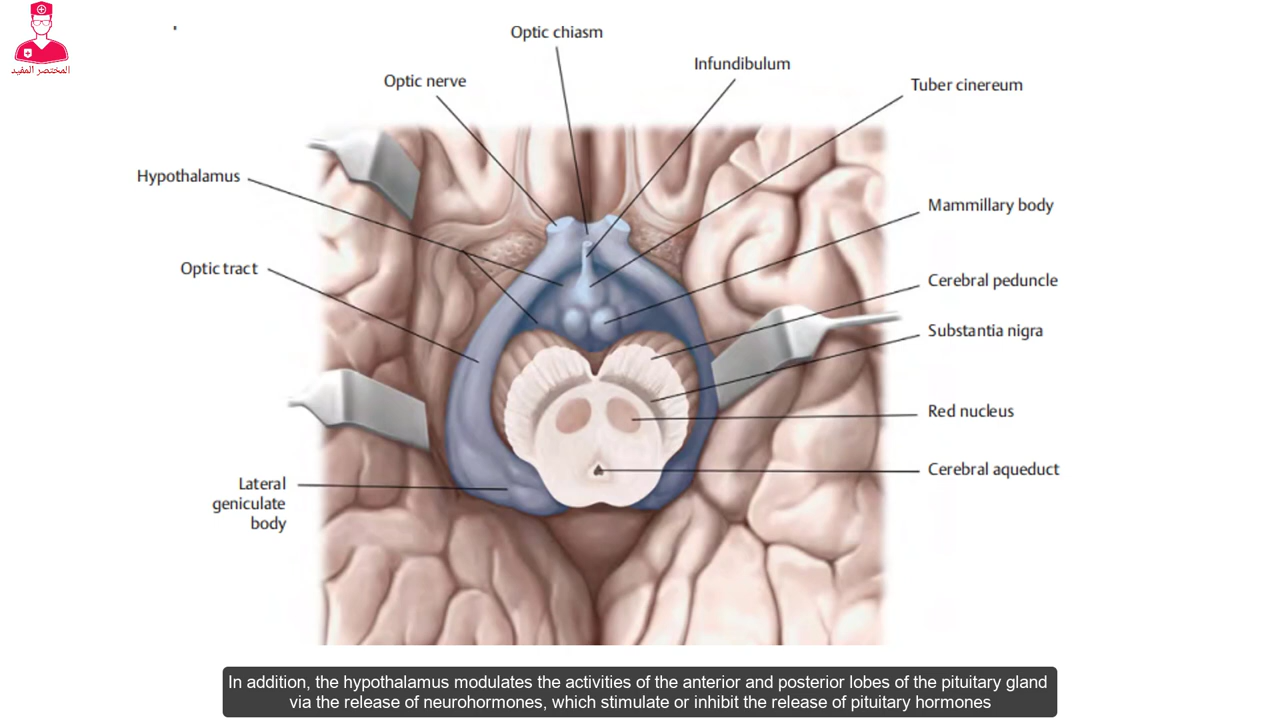 المختصر المفيد
Optic chiasm
Infundibulum
Optic nerve
Tuber cinereum
Hypothalamus
Mammillary body
Optic tract
Cerebral peduncle
Substantia nigra
Red nucleus
Cerebral aqueduct
Lateral
geniculate
body
In addition, the hypothalamus modulates the activities of the anterior and posterior lobes of the pituitary gland
via the release of neurohormones, which stimulate or inhibit the release of pituitary hormones